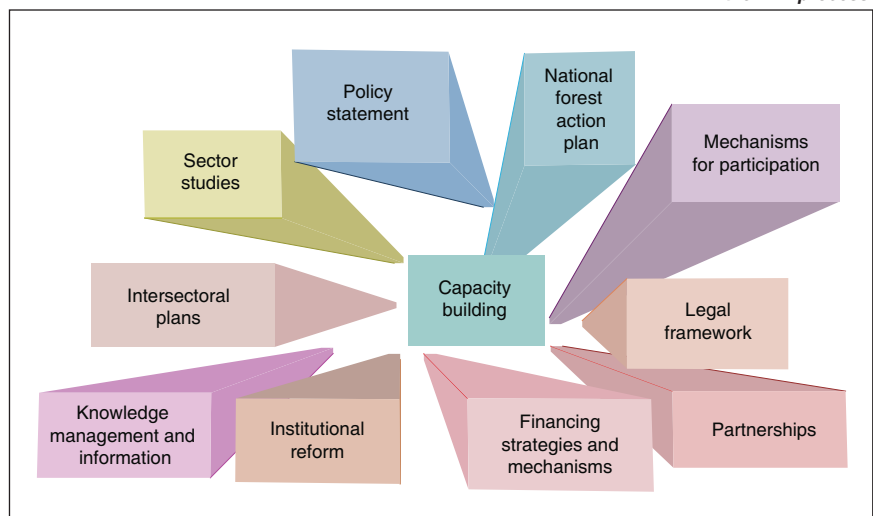 process
Policy
statement
National
forest
action
plan
Mechanisms
for participation
Sector
studies
Intersectoral
plans
Capacity
building
Legal
framework
Knowledge
management and
information
Institutional
reform
Financing
strategies and
mechanisms
Partnerships